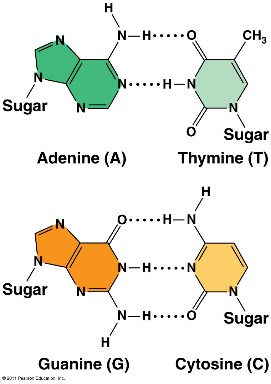 H
N
H
O
CH₃
N
N
N
H
N
N
N
N
Sugar
O
Sugar
Adenine (A)
Thymine (T)
H
O
H
N
N
N
N
H
N
Sugar
N
N
O
N
H
Sugar
H
Guanine (G)
Cytosine (C)
© 2011 Pearson Education, Inc.